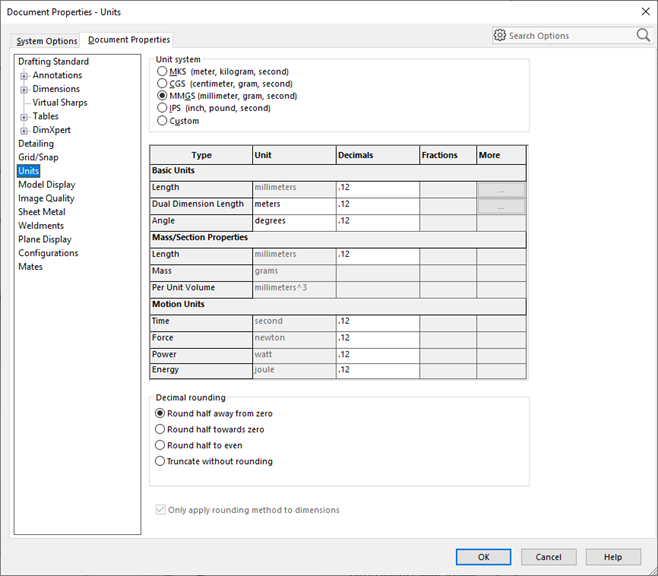 Document Properties - Units
System Options
Document Properties
Search Options
Drafting Standard
Annotations
Dimensions
Virtual Sharps
Tables
DimXpert
Detailing
Grid/Snap
Units
Model Display
Image Quality
Sheet Metal
Weldments
Plane Display
Configurations
Mates
Unit system
MKS (meter, kilogram, second)
CGS (centimeter, gram, second)
MMGS (millimeter, gram, second)
IPS (inch, pound, second)
Custom
Type Unit Decimals Fractions More
Basic Units
Length millimeters .12 ...
Dual Dimension Length meters .12 ...
Angle degrees .12
Mass/Section Properties
Length millimeters .12
Mass grams
Per Unit Volume millimeters^3
Motion Units
Time second .12
Force newton .12
Power watt .12
Energy joule .12
Decimal rounding
Round half away from zero
Round half towards zero
Round half to even
Truncate without rounding
Only apply rounding method to dimensions
OK Cancel Help